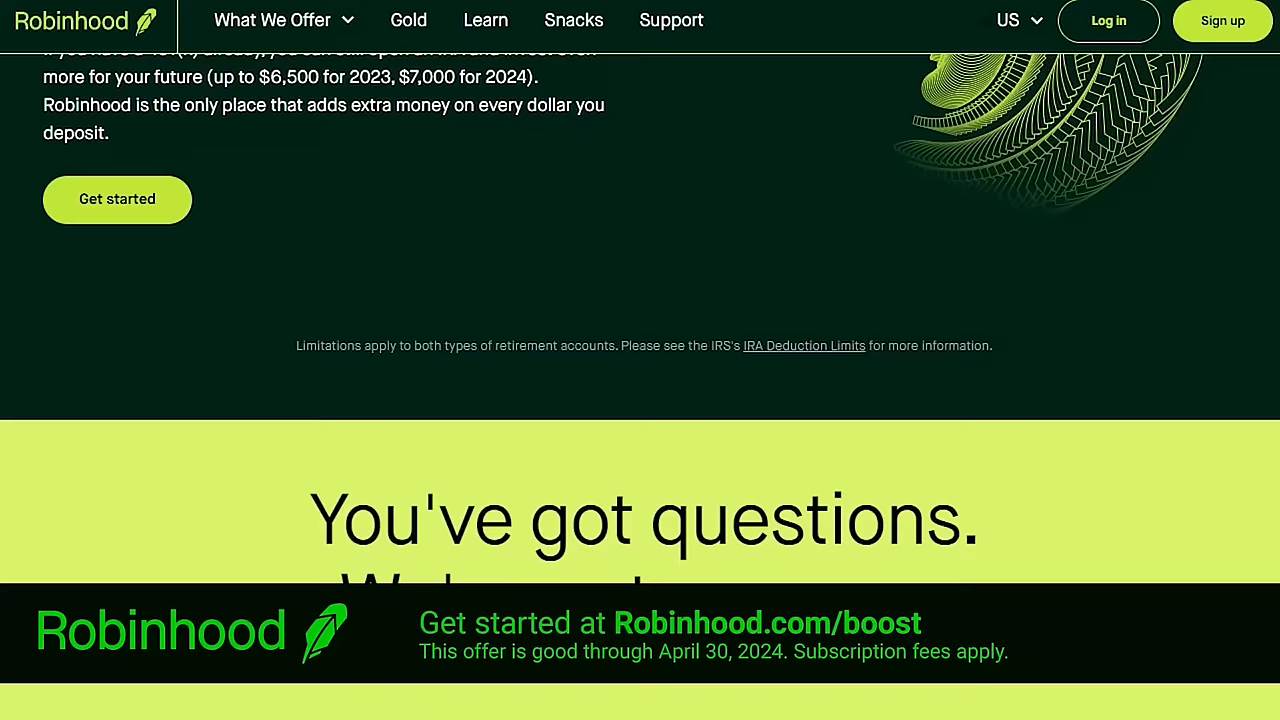 Robinhood
What We Offer
Gold
Learn
Snacks
Support
US
Log in
Sign up
more for your future (up to $6,500 for 2023, $7,000 for 2024).
Robinhood is the only place that adds extra money on every dollar you
deposit.
Get started
Limitations apply to both types of retirement accounts. Please see the IRS's IRA Deduction Limits for more information.
You've got questions.
Robinhood
Get started at Robinhood.com/boost
This offer is good through April 30, 2024. Subscription fees apply.